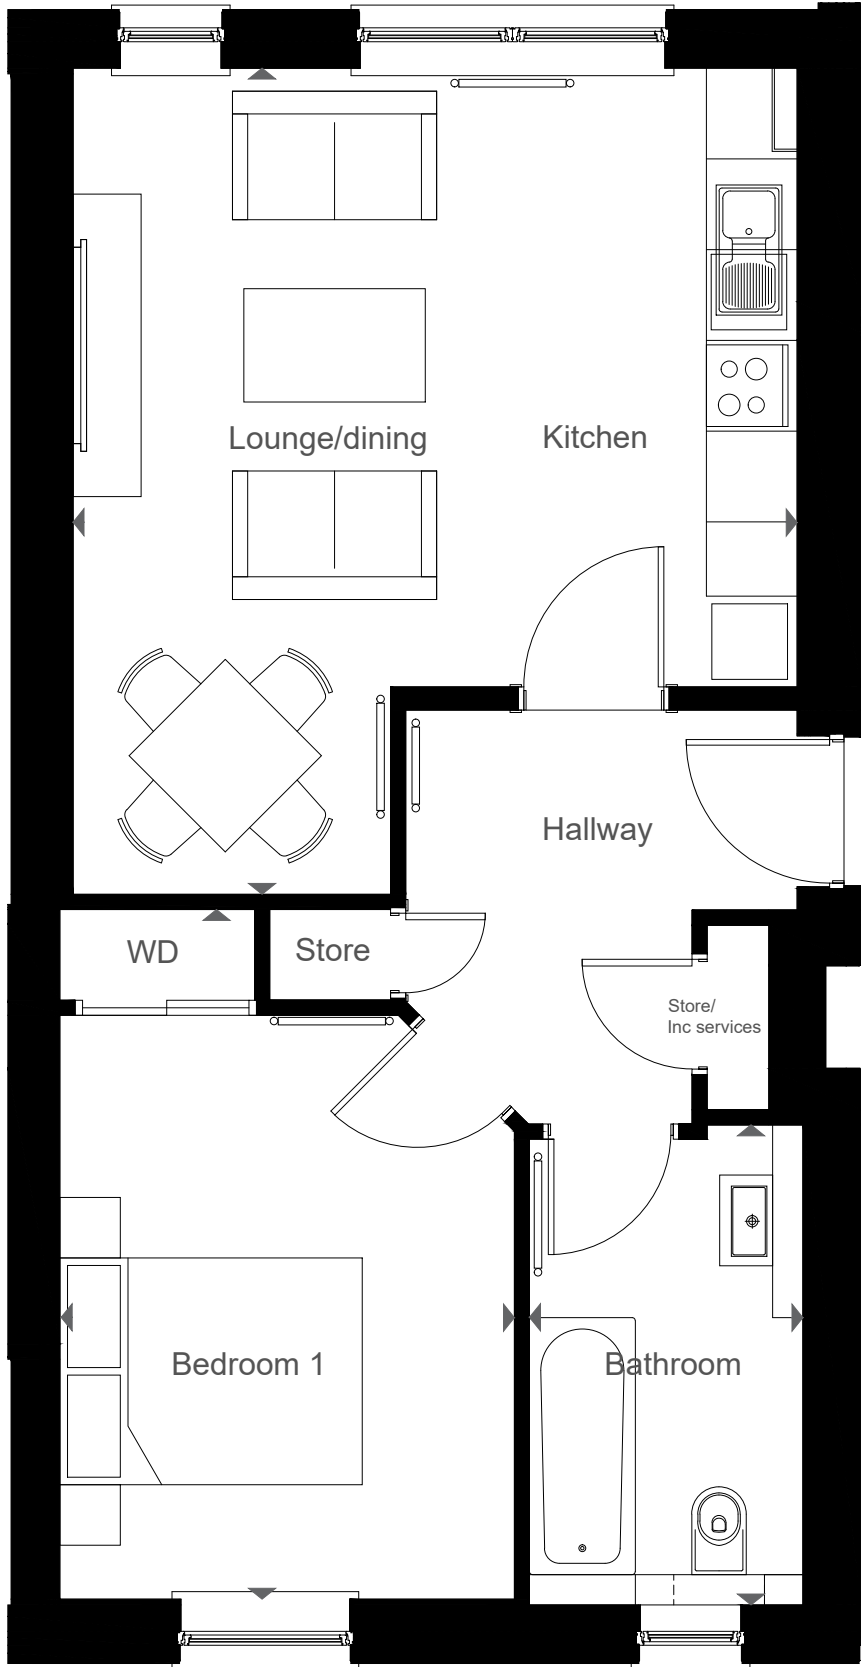 Lounge/dining
Kitchen
Hallway
WD
Store
Store/
Inc services
Bedroom 1
Bathroom